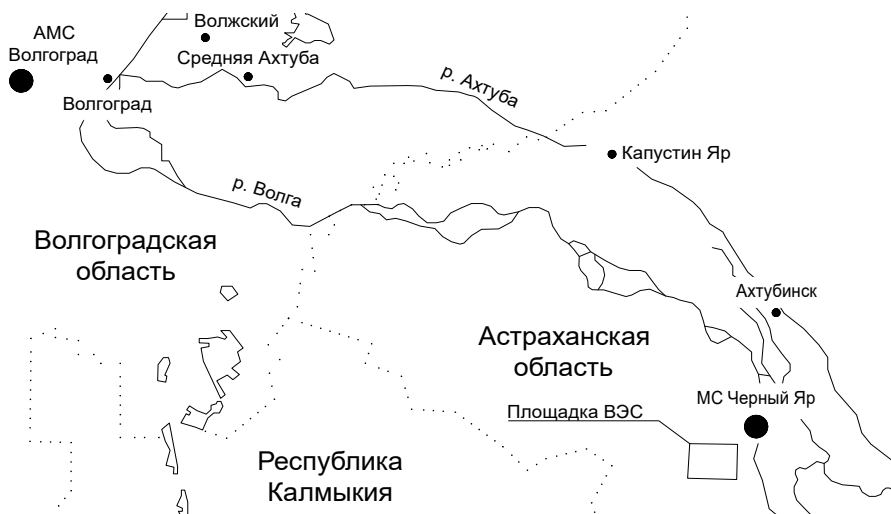 Волжский
АМС
Волгоград
Средняя Ахтуба
Волгоград
р. Ахтуба
Капустин Яр
р. Волга
Волгоградская
область
Ахтубинск
Астраханская
область
МС Черный Яр
Площадка ВЭС
Республика
Калмыкия